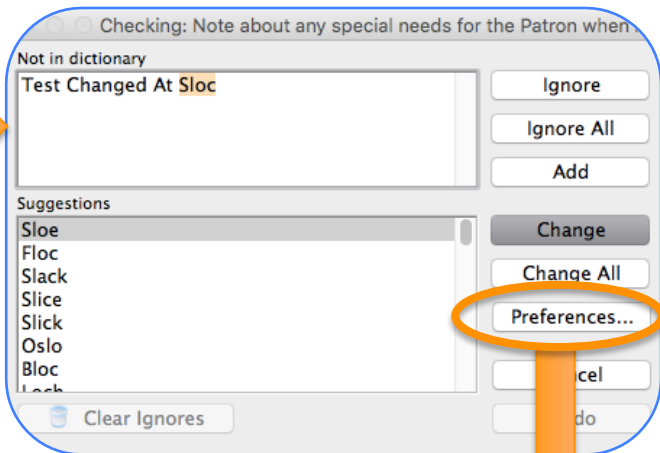 Checking: Note about any special needs for the Patron when
Not in dictionary
Test Changed At Sloc
Ignore
Ignore All
Add
Suggestions
Sloe
Floc
Slack
Slice
Slick
Oslo
Bloc
Change
Change All
Preferences...
Clear Ignores